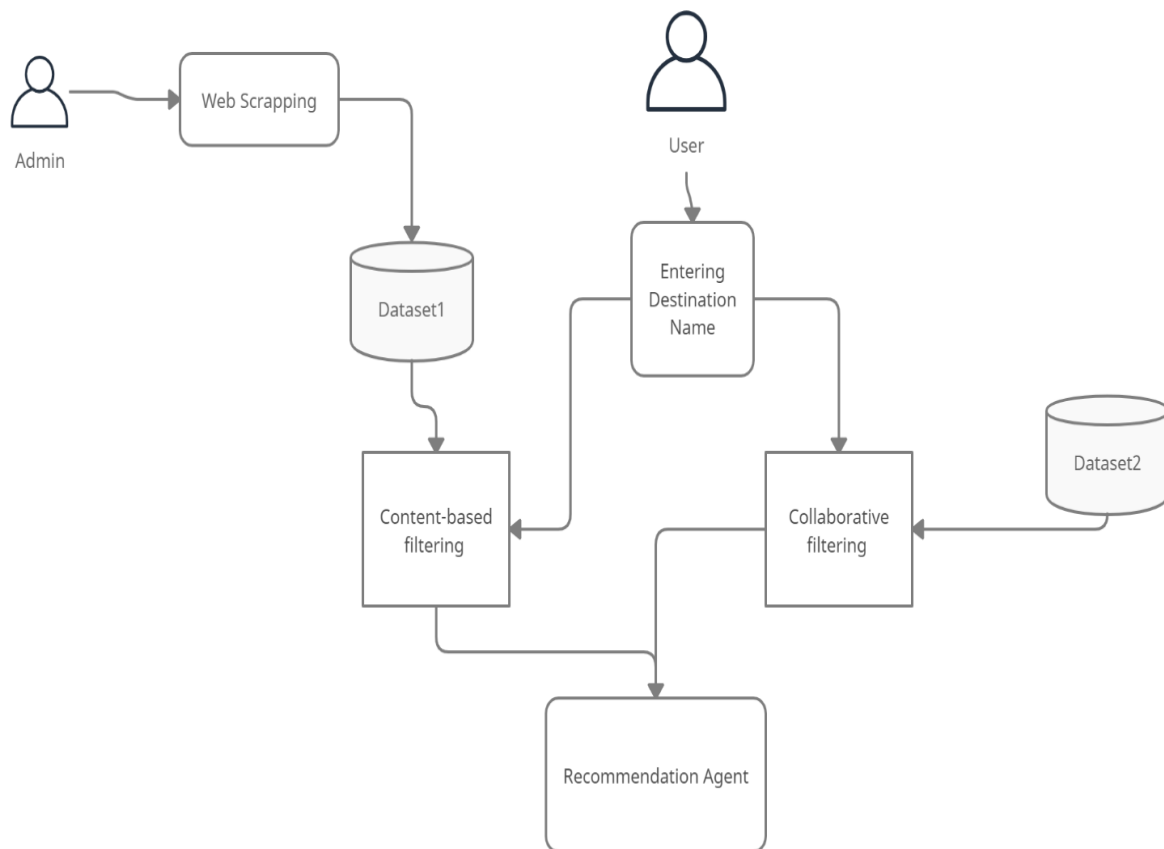 Web Scrapping
Admin
User
Entering
Destination
Name
Dataset1
Dataset2
Content-based
filtering
Collaborative
filtering
Recommendation Agent